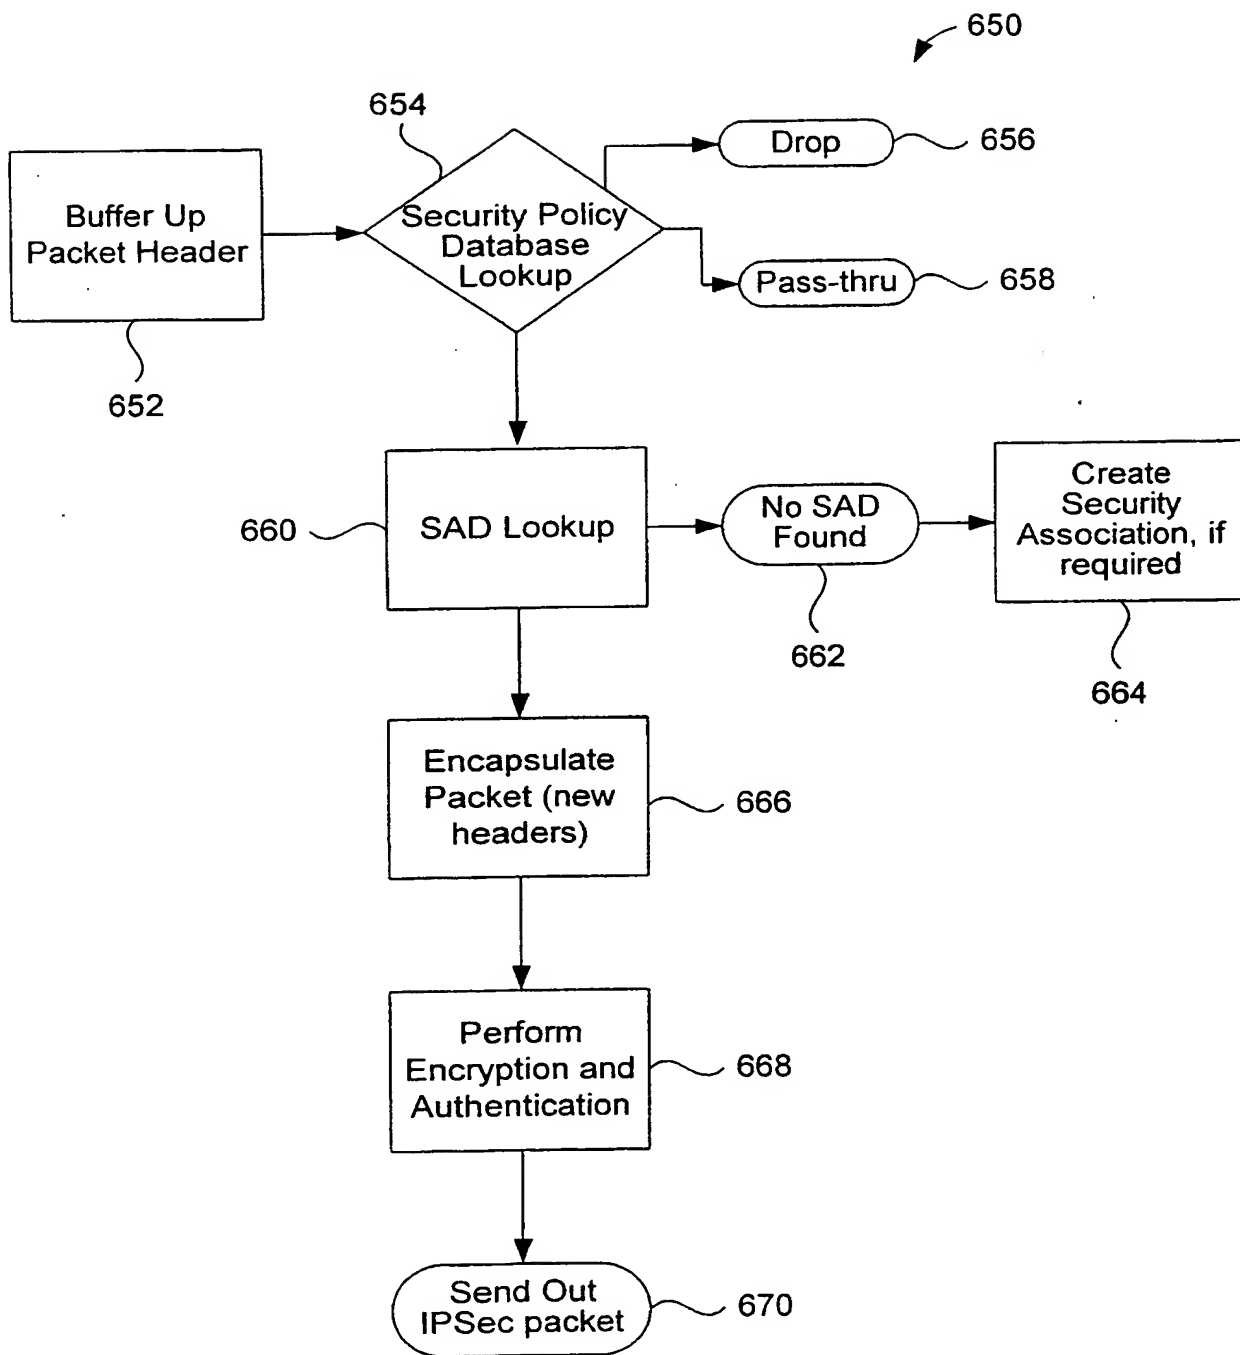 650
654
Drop
656
Buffer Up
Packet Header
Security Policy
Database
Lookup
Pass-thru
658
652
660
SAD Lookup
No SAD
Found
Create
Security
Association, if
required
662
664
Encapsulate
Packet (new
headers)
666
Perform
Encryption and
Authentication
668
Send Out
IPSec packet
670